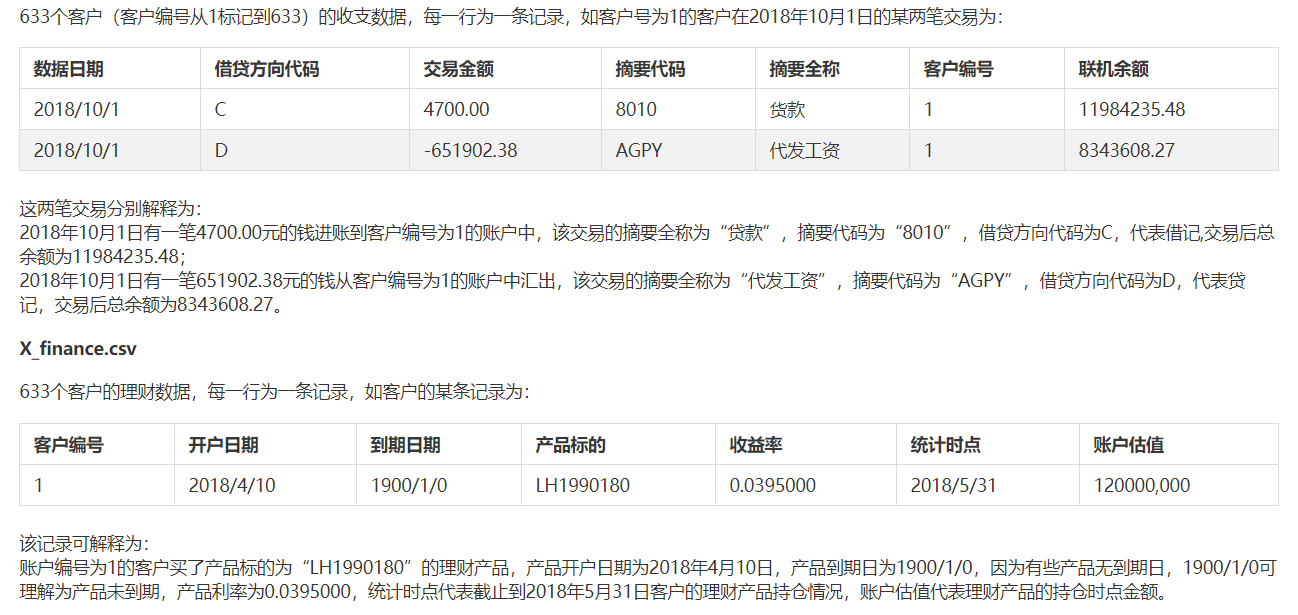 633个客户（客户编号从1标记到633）的收支数据，每一行为一条记录，如客户号为1的客户在2018年10月1日的某两笔交易为：
数据日期 借贷方向代码 交易金额 摘要代码 摘要全称 客户编号 联机余额
2018/10/1 C 4700.00 8010 货款 1 11984235.48
2018/10/1 D -651902.38 AGPY 代发工资 1 8343608.27
这两笔交易分别解释为：
2018年10月1日有一笔4700.00元的钱进账到客户编号为1的账户中，该交易的摘要全称为“贷款”，摘要代码为“8010”，借贷方向代码为C，代表借记,交易后总
余额为11984235.48；
2018年10月1日有一笔651902.38元的钱从客户编号为1的账户中汇出，该交易的摘要全称为“代发工资”，摘要代码为“AGPY”，借贷方向代码为D，代表贷
记，交易后总余额为8343608.27。
X_finance.csv
633个客户的理财数据，每一行为一条记录，如客户的某条记录为：
客户编号 开户日期 到期日期 产品标的 收益率 统计时点 账户估值
1 2018/4/10 1900/1/0 LH1990180 0.0395000 2018/5/31 120000,000
该记录可解释为：
账户编号为1的客户买了产品标的为“LH1990180”的理财产品，产品开户日期为2018年4月10日，产品到期日为1900/1/0，因为有些产品无到期日，1900/1/0可
理解为产品未到期，产品利率为0.0395000，统计时点代表截止到2018年5月31日客户的理财产品持仓情况，账户估值代表理财产品的持仓时点金额。